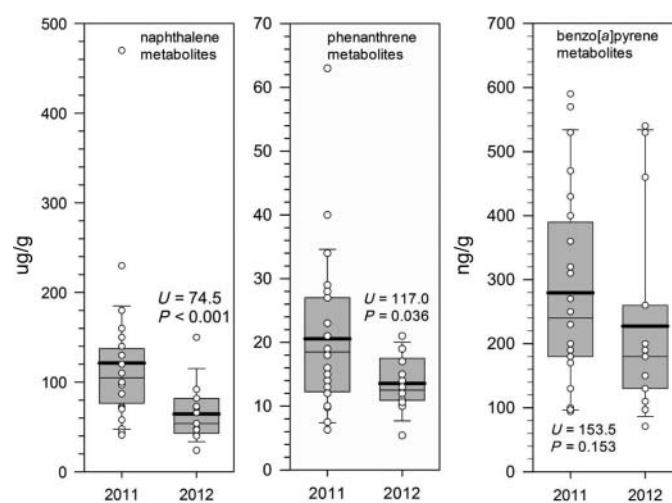 500
400
300
200
100
0
ug/g
naphthalene
metabolites
U = 74.5
P < 0.001
2011 2012
70
60
50
40
30
20
10
0
phenanthrene
metabolites
U = 117.0
P = 0.036
2011 2012
700
600
500
400
300
200
100
0
ng/g
benzo[a]pyrene
metabolites
U = 153.5
P = 0.153
2011 2012